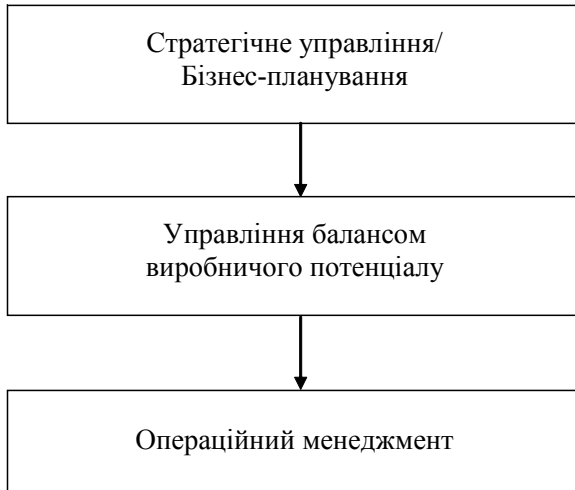 Стратегічне управління/
Бізнес-планування
Управління балансом
виробничого потенціалу
Операційний менеджмент